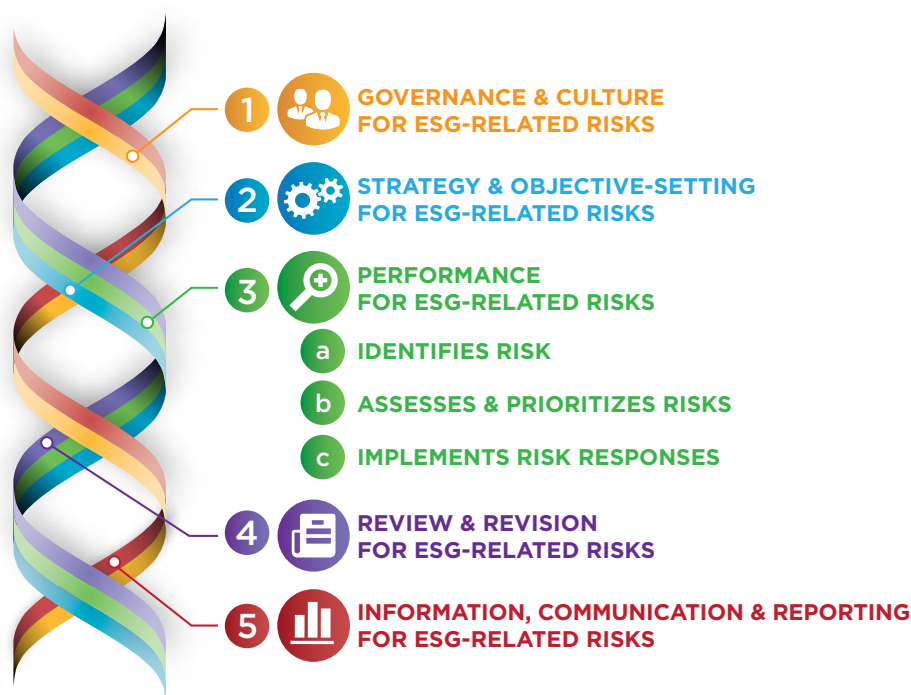 1
GOVERNANCE & CULTURE
FOR ESG-RELATED RISKS
2
STRATEGY & OBJECTIVE-SETTING
FOR ESG-RELATED RISKS
3
PERFORMANCE
FOR ESG-RELATED RISKS
a IDENTIFIES RISK
b ASSESSES & PRIORITIZES RISKS
c IMPLEMENTS RISK RESPONSES
4
REVIEW & REVISION
FOR ESG-RELATED RISKS
5
INFORMATION, COMMUNICATION & REPORTING
FOR ESG-RELATED RISKS